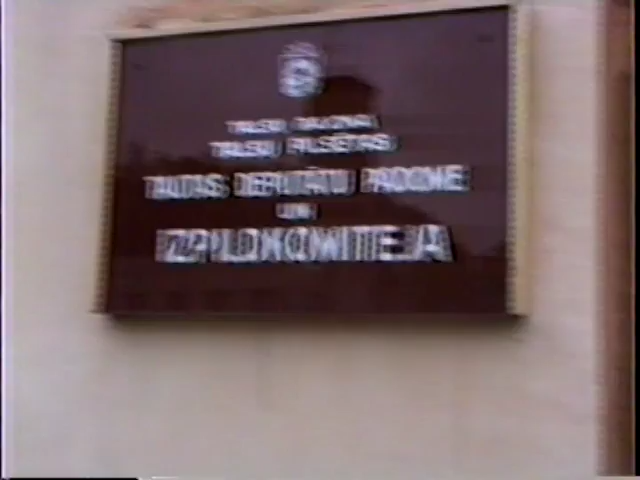 TALSU RAJONA
TALSU PILSĒTAS
TAUTAS DEPUTĀTU PADOME
UN
IZPILDKOMITEJA